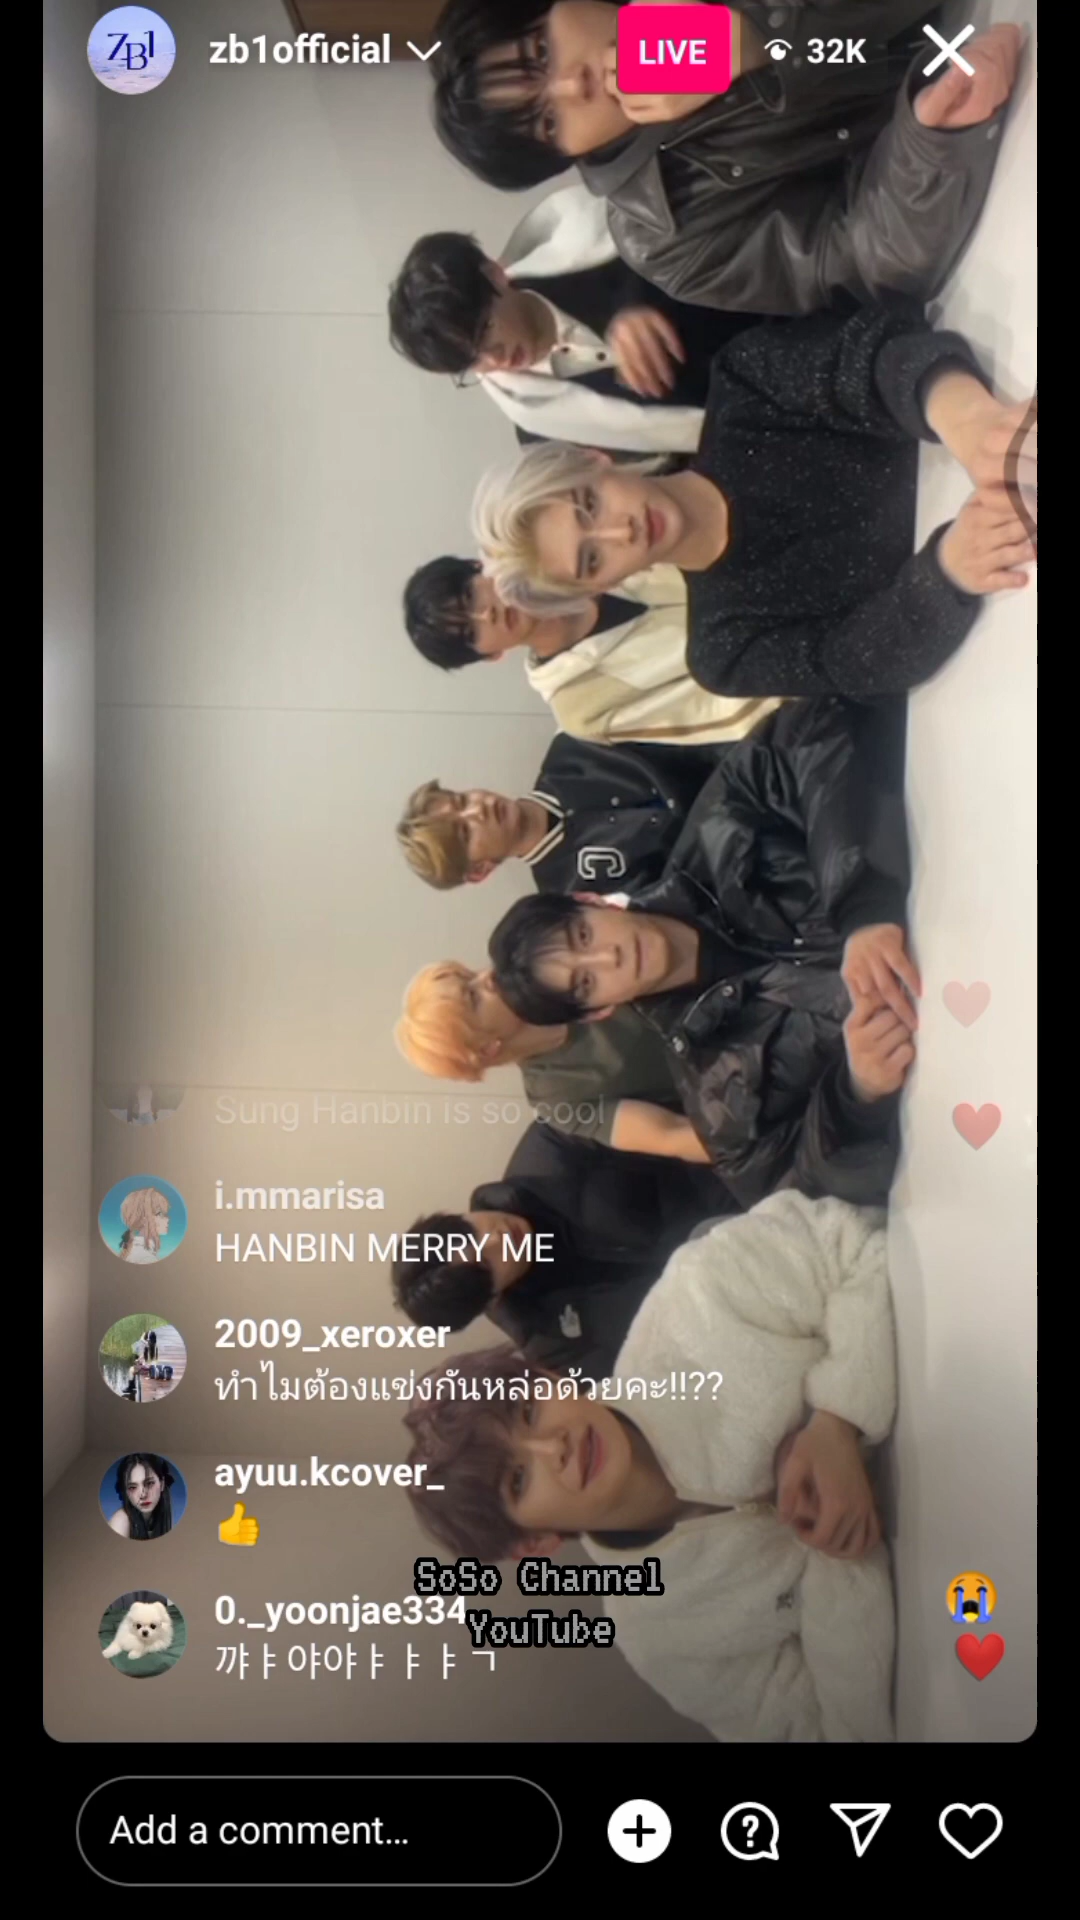 ZB1
zb1official
LIVE
32K
C
Sung Hanbin is so cool
i.mmarisa
HANBIN MERRY ME
2009_xeroxer
ทำไมต้องแข่งกันหล่อด้วยคะ!!??
ayuu.kcover_
👍
SoSo Channel
YouTube
0._yoonjae334
꺄ㅑ야야ㅑㅑㅑㄱ
Add a comment...